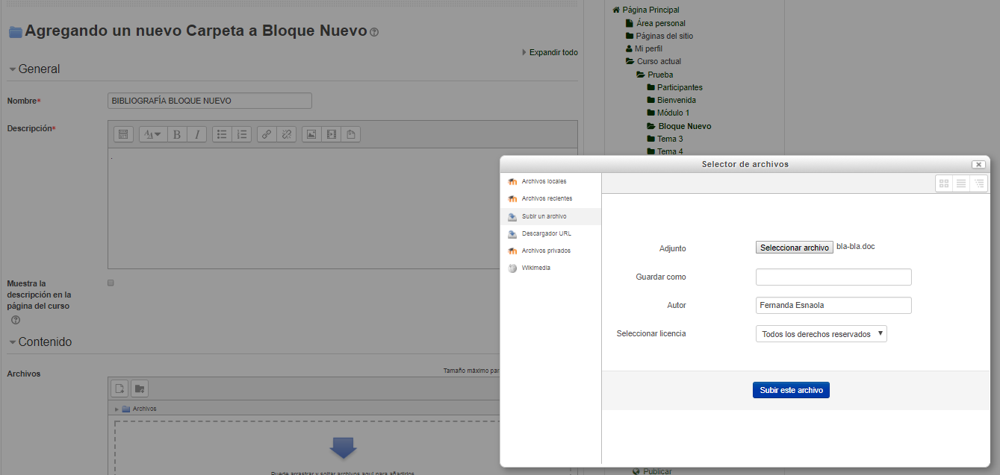 Agregando un nuevo Carpeta a Bloque Nuevo
Expandir todo
General
Nombre*
BIBLIOGRAFÍA BLOQUE NUEVO
Descripción*
.
Muestra la
descripción en la
página del curso
Contenido
Archivos
Tamaño máximo par
Archivos
Puede arrastrar y soltar archivos aquí para añadirlos
Página Principal
Área personal
Páginas del sitio
Mi perfil
Curso actual
Prueba
Participantes
Bienvenida
Módulo 1
Bloque Nuevo
Tema 3
Tema 4
Selector de archivos
Archivos locales
Archivos recientes
Subir un archivo
Descargador URL
Archivos privados
Wikimedia
Adjunto
Seleccionar archivo bla-bla.doc
Guardar como
Autor
Fernanda Esnaola
Seleccionar licencia
Todos los derechos reservados
Subir este archivo
Publicar